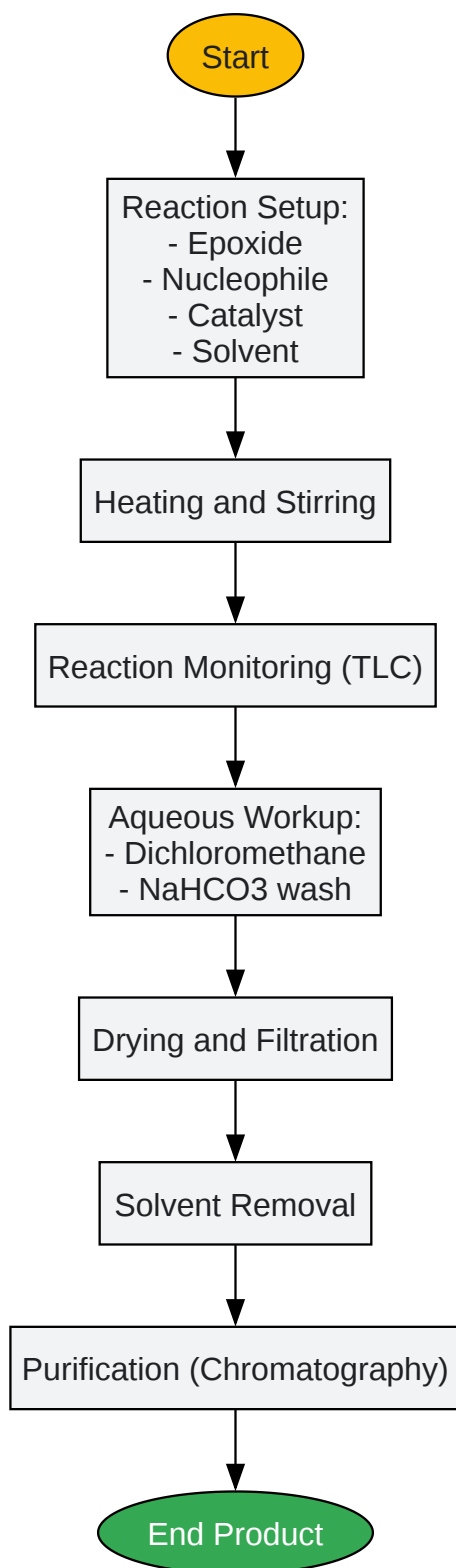 Start
Reaction Setup:
- Epoxide
- Nucleophile
- Catalyst
- Solvent
Heating and Stirring
Reaction Monitoring (TLC)
Aqueous Workup:
- Dichloromethane
- NaHCO3 wash
Drying and Filtration
Solvent Removal
Purification (Chromatography)
End Product